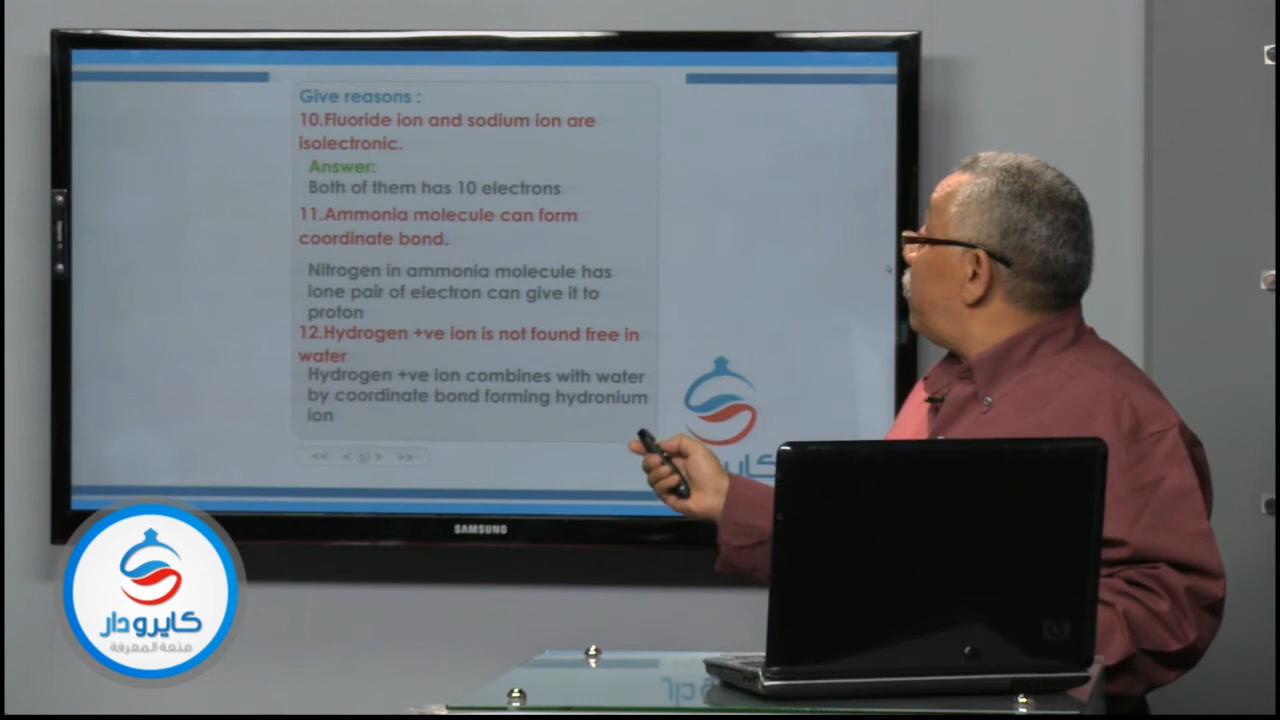 Give reasons :
10.Fluoride ion and sodium ion are
isolectronic.
Answer:
Both of them has 10 electrons
11.Ammonia molecule can form
coordinate bond.
Nitrogen in ammonia molecule has
lone pair of electron can give it to
proton
12.Hydrogen +ve ion is not found free in
water
Hydrogen +ve ion combines with water
by coordinate bond forming hydronium
ion
<< < 5 > >>
SAMSUNG
كايرودار
متعة المعرفة